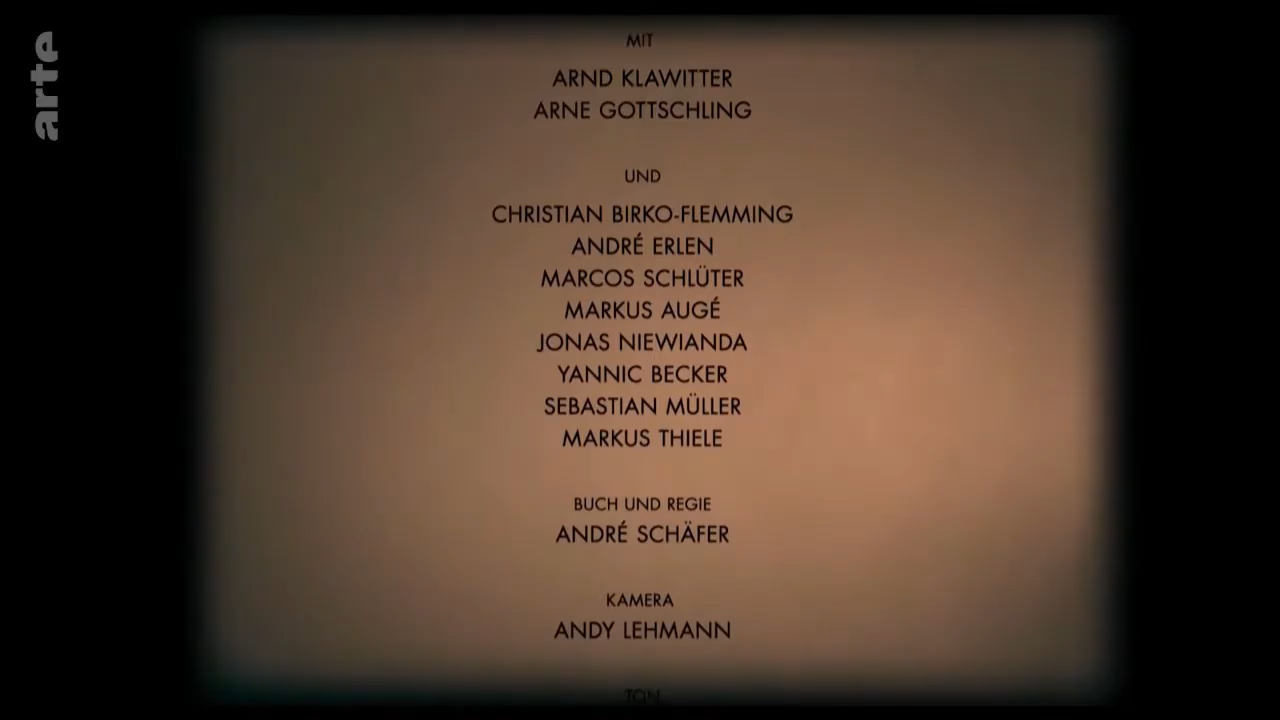 arte
MIT
ARND KLAWITTER
ARNE GOTTSCHLING
UND
CHRISTIAN BIRKO-FLEMMING
ANDRÉ ERLEN
MARCOS SCHLÜTER
MARKUS AUGÉ
JONAS NIEWIANDA
YANNIC BECKER
SEBASTIAN MÜLLER
MARKUS THIELE
BUCH UND REGIE
ANDRÉ SCHÄFER
KAMERA
ANDY LEHMANN
TON